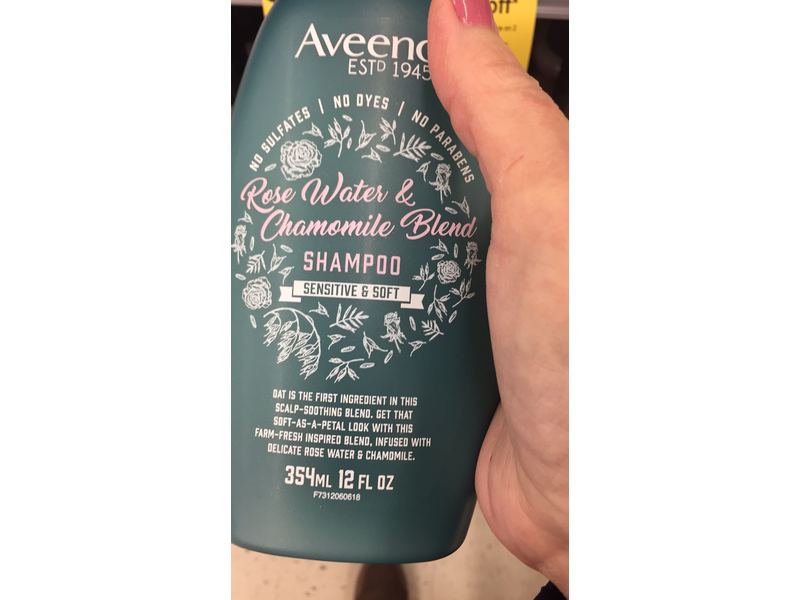 Aveeno
ESTD 1945
NO SULFATES | NO DYES | NO PARABENS
Rose Water &
Chamomile Blend
SHAMPOO
SENSITIVE & SOFT
OAT IS THE FIRST INGREDIENT IN THIS
SCALP-SOOTHING BLEND. GET THAT
SOFT-AS-A-PETAL LOOK WITH THIS
FARM-FRESH INSPIRED BLEND, INFUSED WITH
DELICATE ROSE WATER & CHAMOMILE.
354ML 12 FL OZ
F7312060618
off*